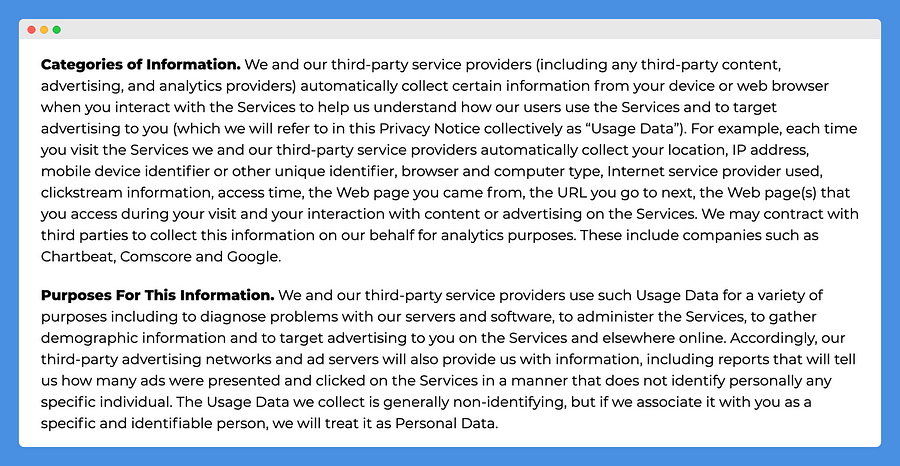 Categories of Information. We and our third-party service providers (including any third-party content,
advertising, and analytics providers) automatically collect certain information from your device or web browser
when you interact with the Services to help us understand how our users use the Services and to target
advertising to you (which we will refer to in this Privacy Notice collectively as “Usage Data”). For example, each time
you visit the Services we and our third-party service providers automatically collect your location, IP address,
mobile device identifier or other unique identifier, browser and computer type, Internet service provider used,
clickstream information, access time, the Web page you came from, the URL you go to next, the Web page(s) that
you access during your visit and your interaction with content or advertising on the Services. We may contract with
third parties to collect this information on our behalf for analytics purposes. These include companies such as
Chartbeat, Comscore and Google.
Purposes For This Information. We and our third-party service providers use such Usage Data for a variety of
purposes including to diagnose problems with our servers and software, to administer the Services, to gather
demographic information and to target advertising to you on the Services and elsewhere online. Accordingly, our
third-party advertising networks and ad servers will also provide us with information, including reports that will tell
us how many ads were presented and clicked on the Services in a manner that does not identify personally any
specific individual. The Usage Data we collect is generally non-identifying, but if we associate it with you as a
specific and identifiable person, we will treat it as Personal Data.